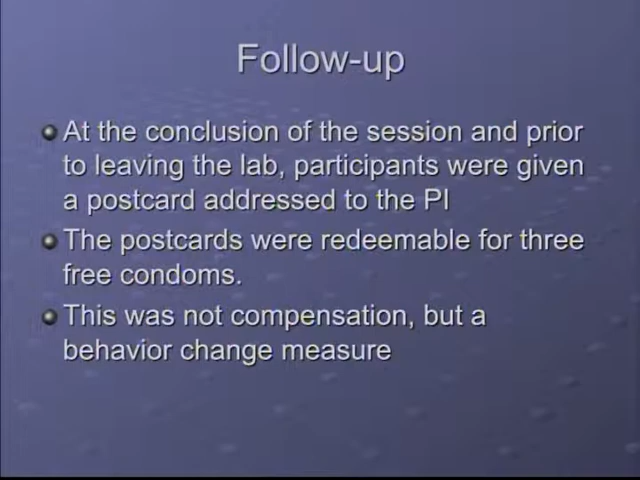 Follow-up
At the conclusion of the session and prior
to leaving the lab, participants were given
a postcard addressed to the PI
The postcards were redeemable for three
free condoms.
This was not compensation, but a
behavior change measure